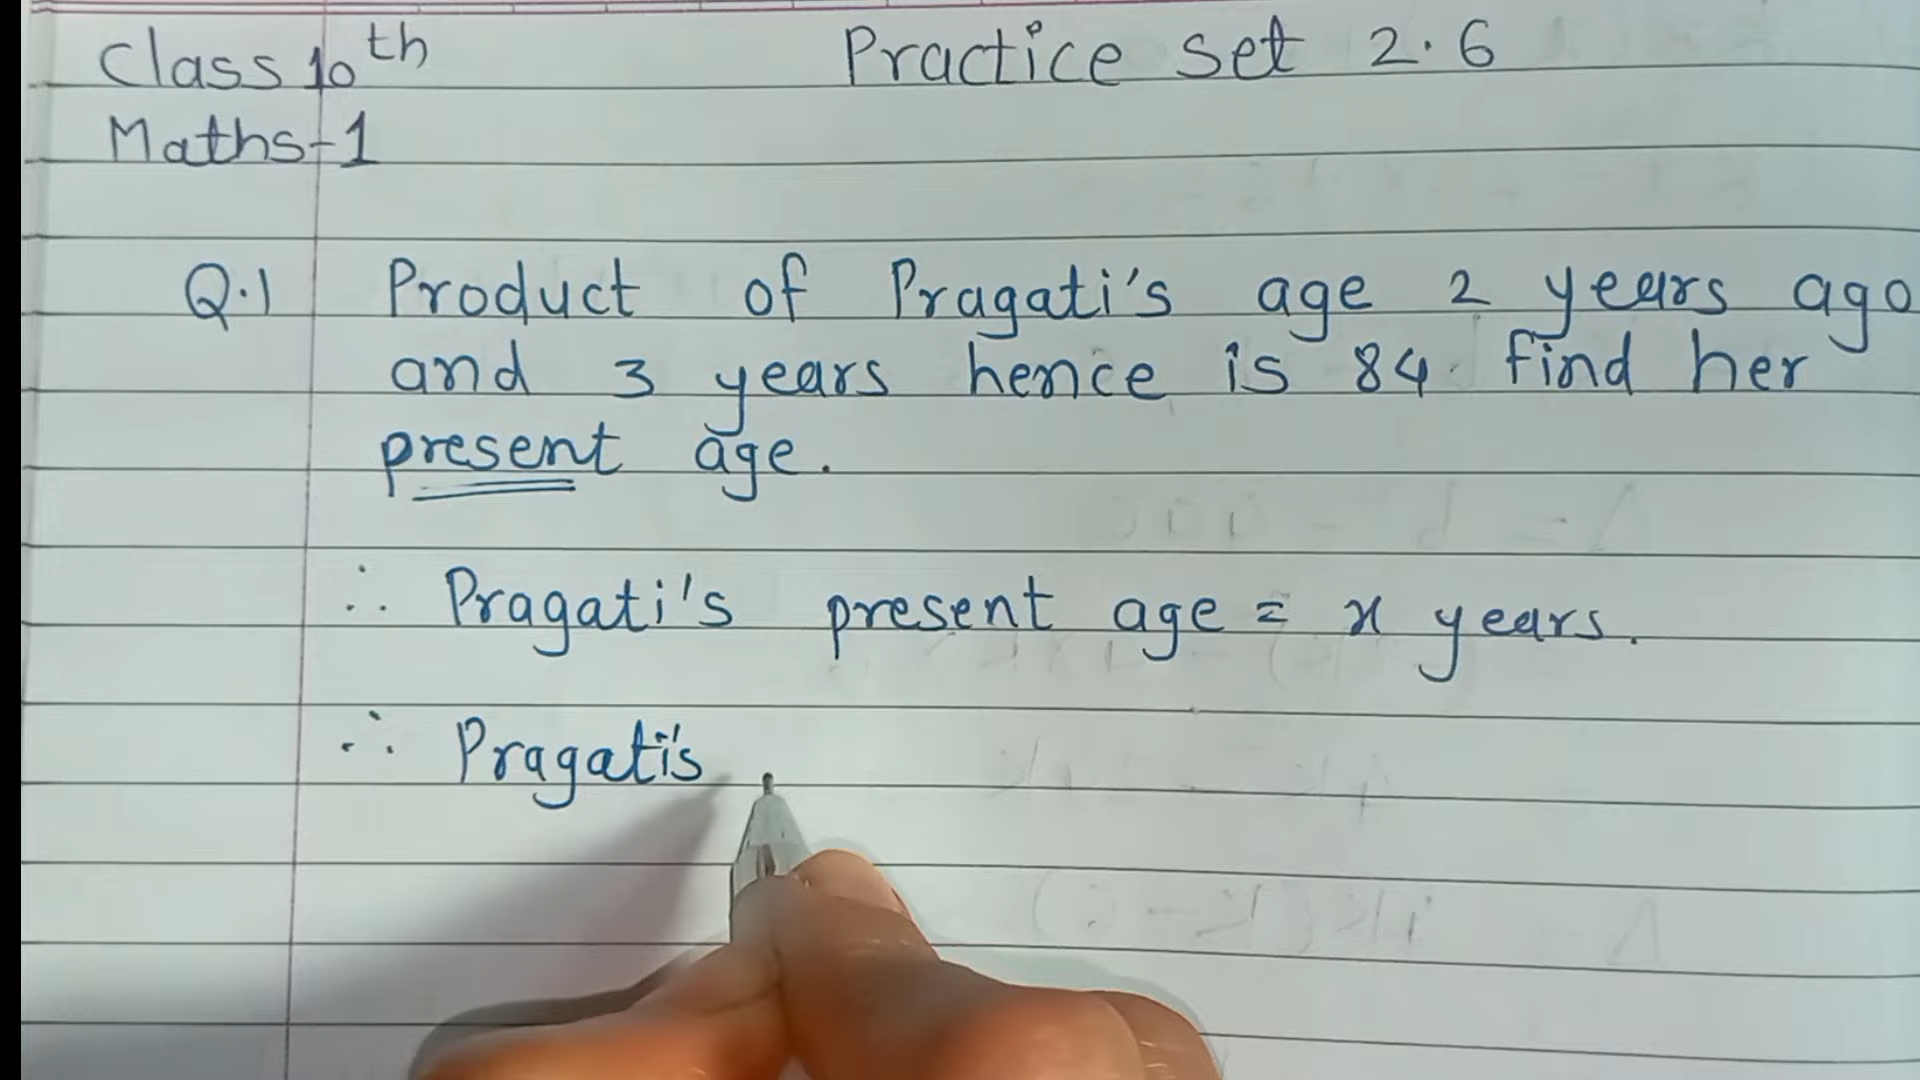 Class 10th
Practice set 2.6
Maths-1
Q.1 Product of Pragati's age 2 years ago
and 3 years hence is 84. find her
present age.
∴ Pragati's present age = x years.
∴ Pragati's